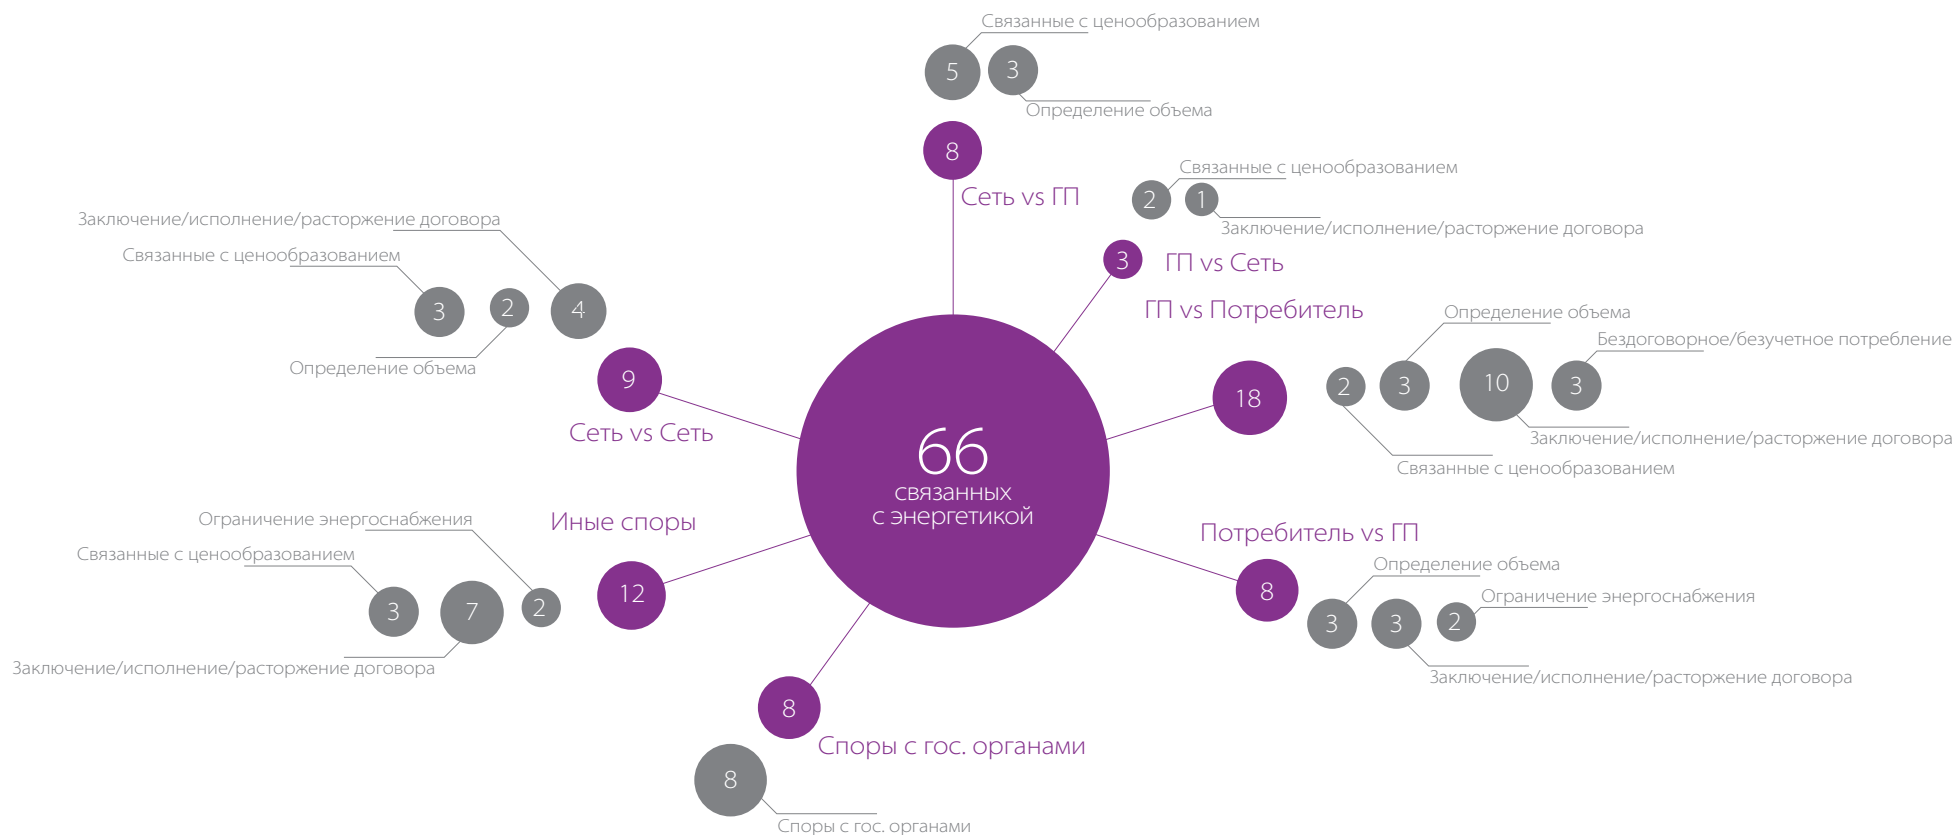 Связанные с ценообразованием
5
3
Определение объема
8
Сеть vs ГП
Связанные с ценообразованием
2
1
Заключение/исполнение/расторжение договора
3
ГП vs Сеть
ГП vs Потребитель
Определение объема
Бездоговорное/безучетное потребление
18
2
3
10
3
Заключение/исполнение/расторжение договора
Связанные с ценообразованием
Потребитель vs ГП
Определение объема
Ограничение энергоснабжения
8
3
3
2
Заключение/исполнение/расторжение договора
66
связанных
с энергетикой
Заключение/исполнение/расторжение договора
Связанные с ценообразованием
3
2
4
Определение объема
9
Сеть vs Сеть
Иные споры
Ограничение энергоснабжения
Связанные с ценообразованием
3
7
2
12
Заключение/исполнение/расторжение договора
8
Споры с гос. органами
8
Споры с гос. органами